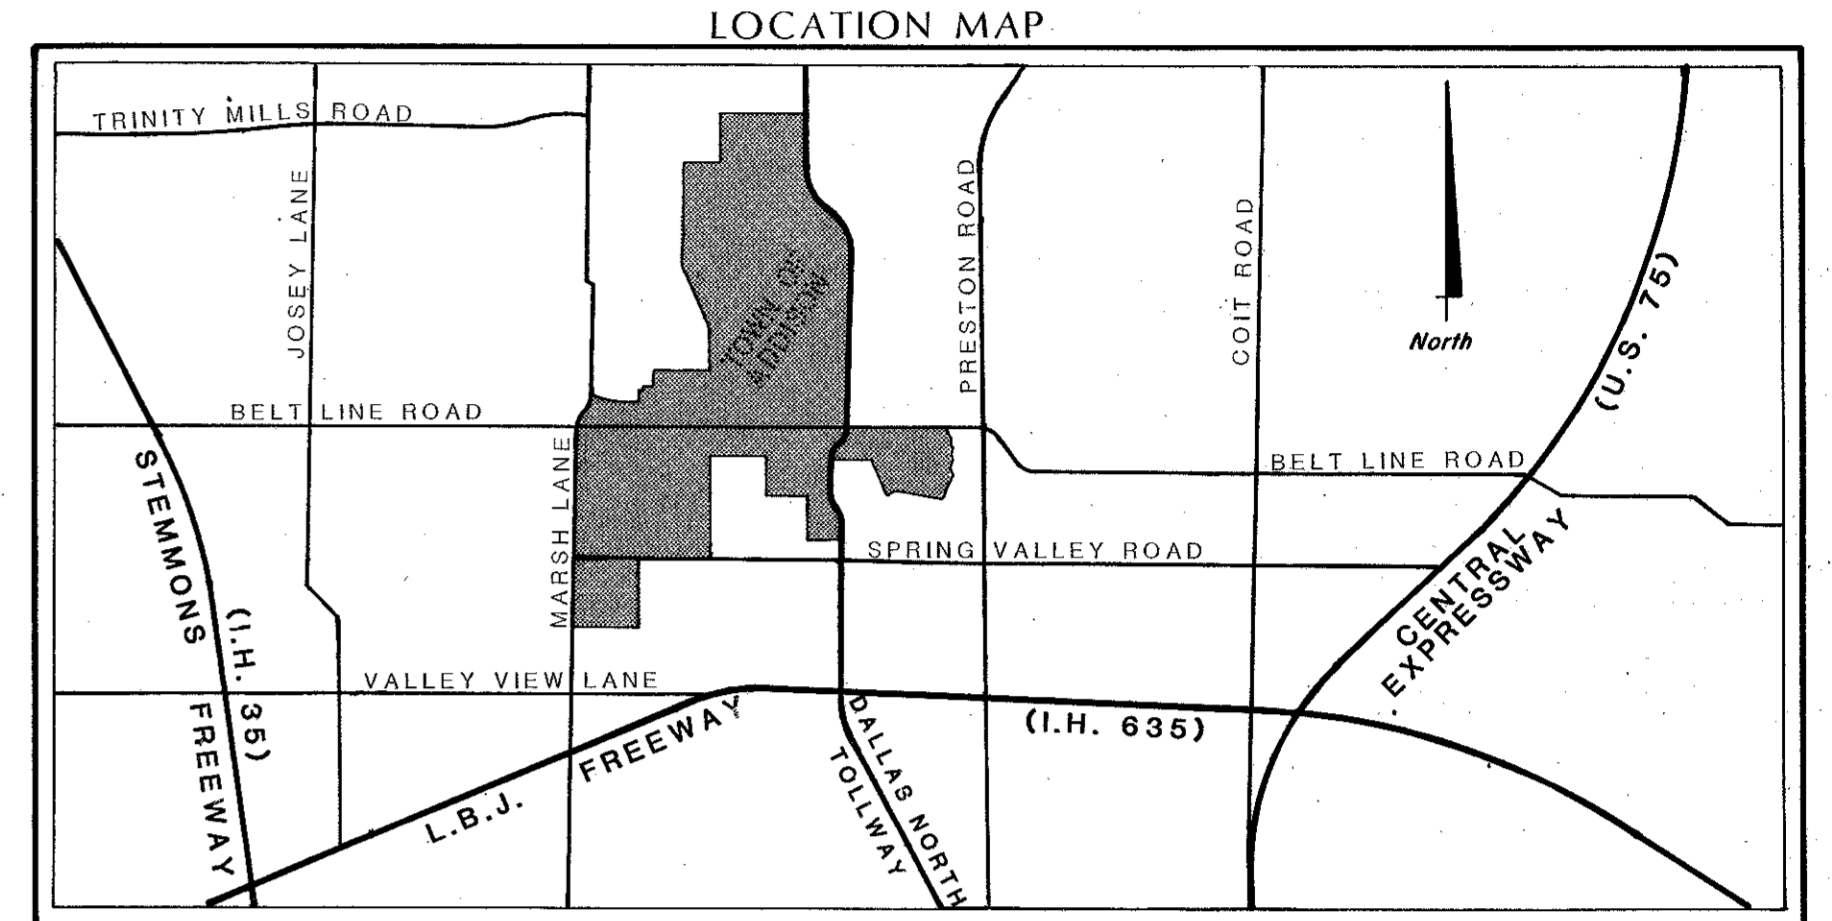 LOCATION MAP
TRINITY MILLS ROAD
JOSEY LANE
PRESTON ROAD
COIT ROAD
North
(U.S. 75)
TOWN OF
ADDISON
BELT LINE ROAD
BELT LINE ROAD
STEMMONS
FREEWAY
(I.H. 35)
MARSH LANE
SPRING VALLEY ROAD
CENTRAL
EXPRESSWAY
VALLEY VIEW LANE
L.B.J. FREEWAY
(I.H. 635)
DALLAS NORTH
TOLLWAY